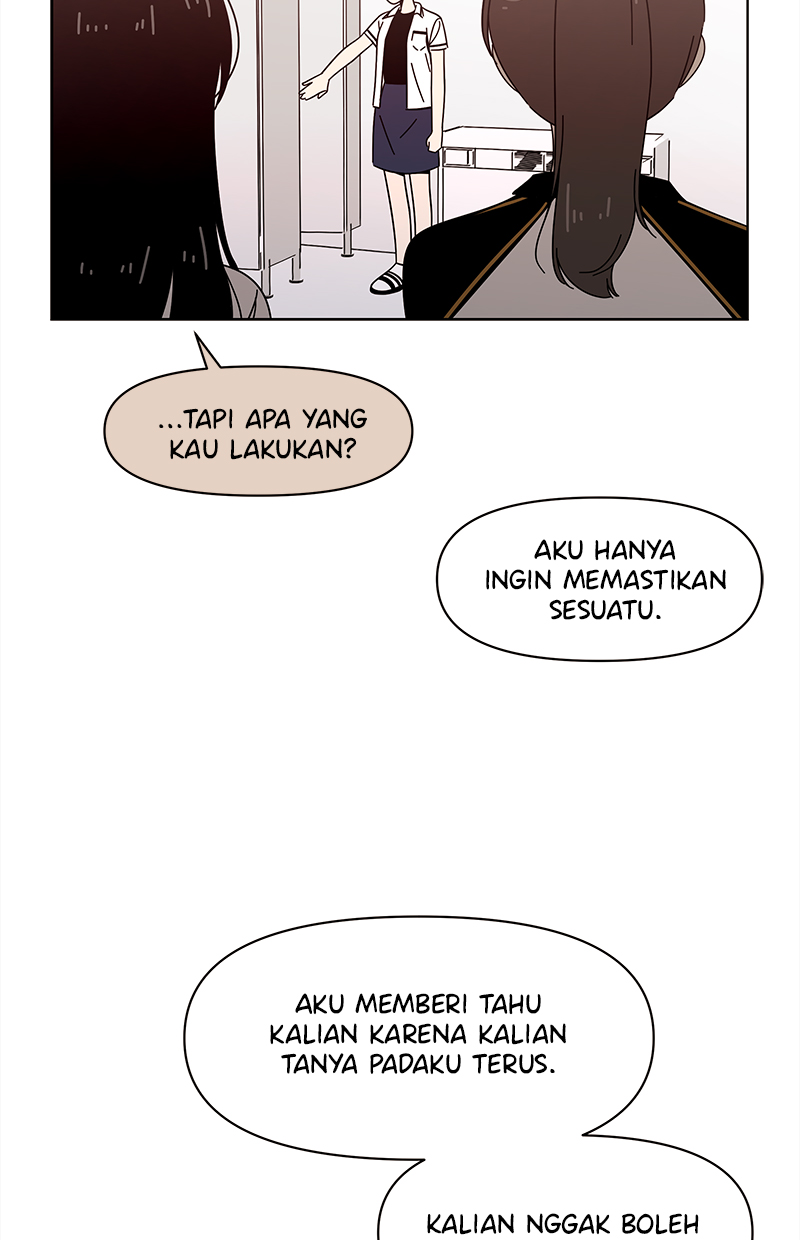 ...TAPI APA YANG
KAU LAKUKAN?
AKU HANYA
INGIN MEMASTIKAN
SESUATU.
AKU MEMBERI TAHU
KALIAN KARENA KALIAN
TANYA PADAKU TERUS.
KALIAN NGGAK BOLEH